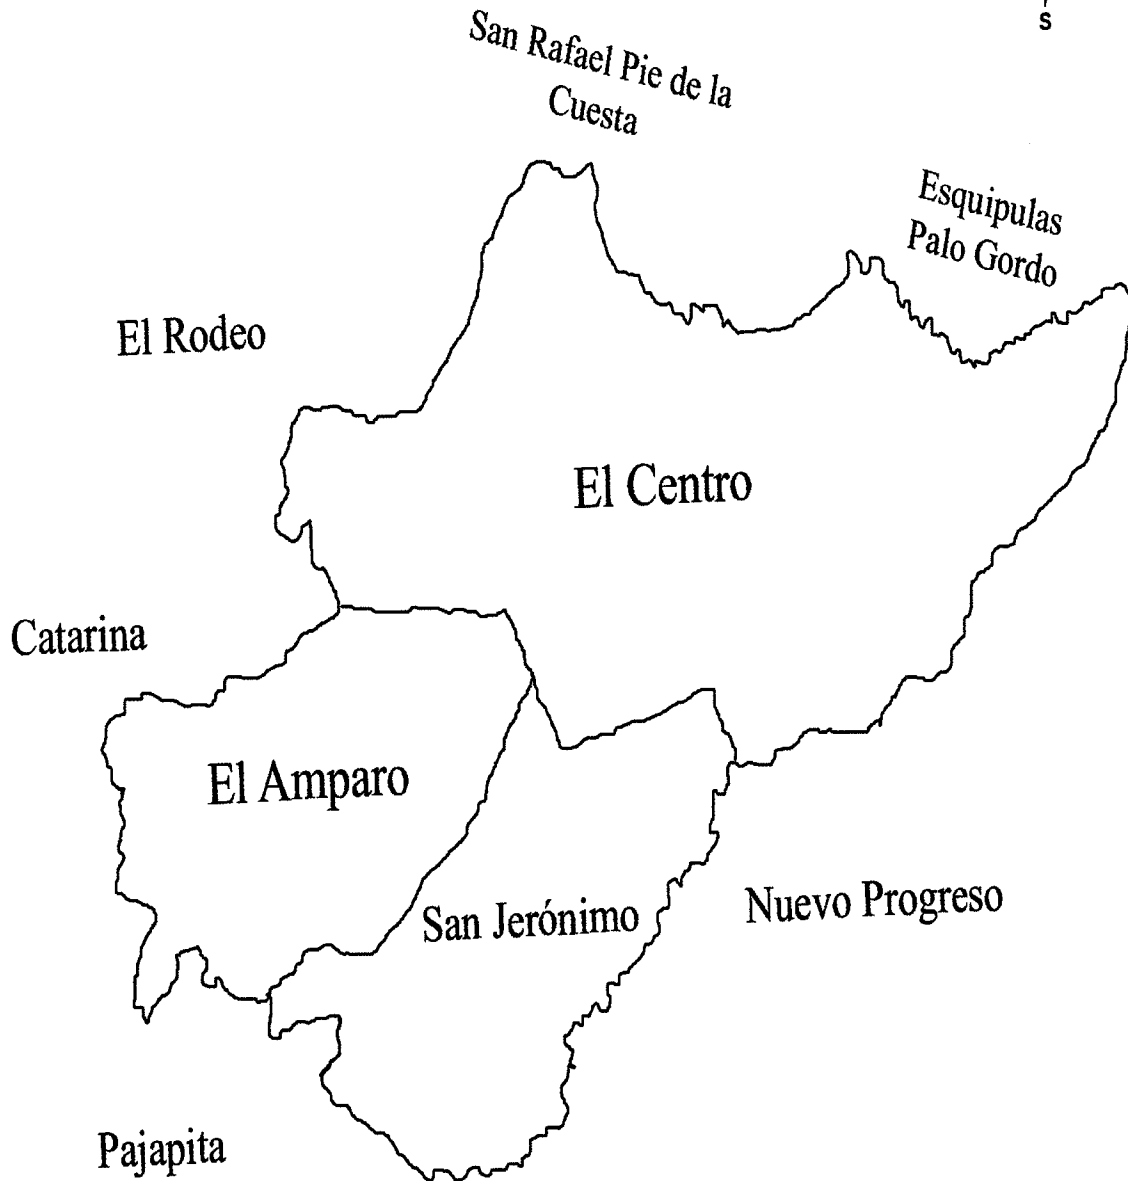 S
San Rafael Pie de la
Cuesta
Esquipulas
Palo Gordo
El Rodeo
El Centro
Catarina
El Amparo
San Jerónimo
Nuevo Progreso
Pajapita